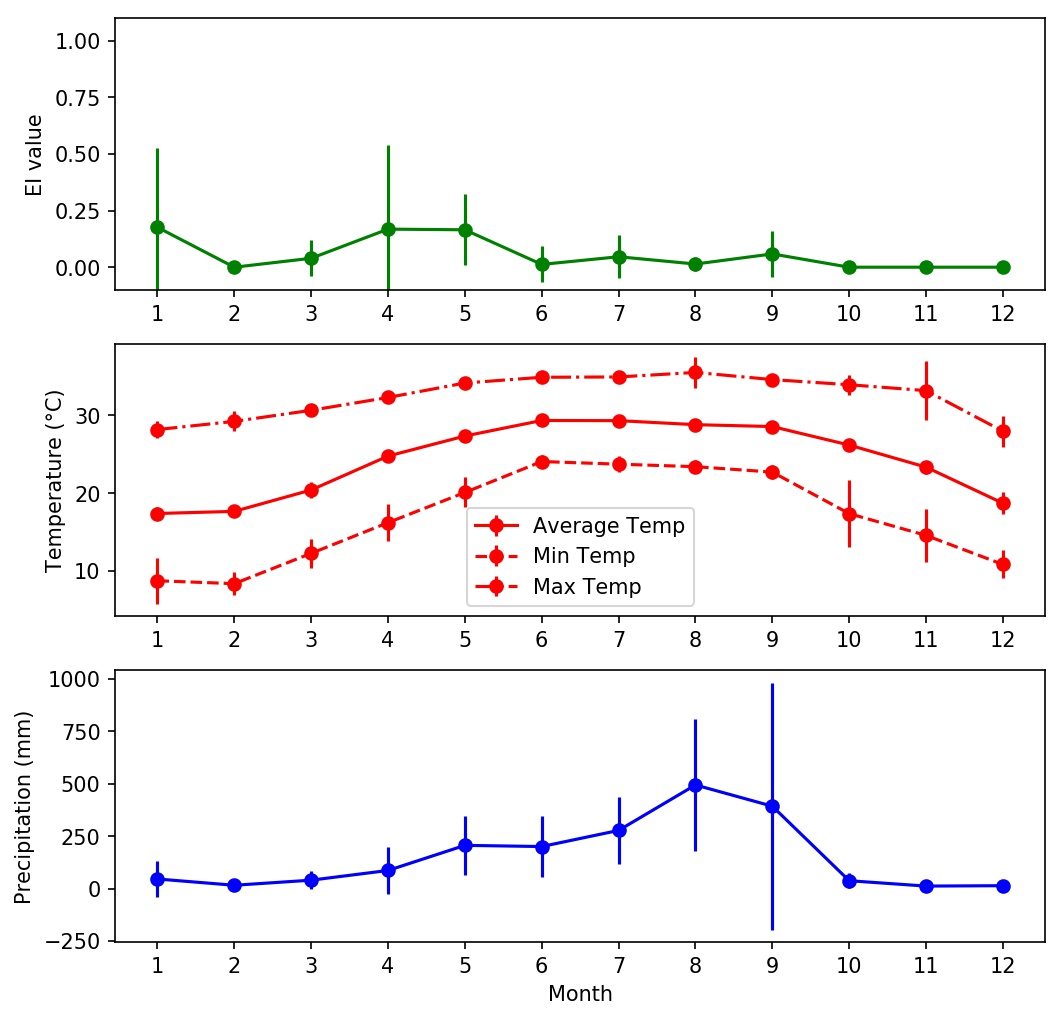 1.00
0.75
0.50
0.25
0.00
EI value
1 2 3 4 5 6 7 8 9 10 11 12
30
20
10
Temperature (°C)
Average Temp
Min Temp
Max Temp
1 2 3 4 5 6 7 8 9 10 11 12
1000
750
500
250
0
−250
Precipitation (mm)
1 2 3 4 5 6 7 8 9 10 11 12
Month